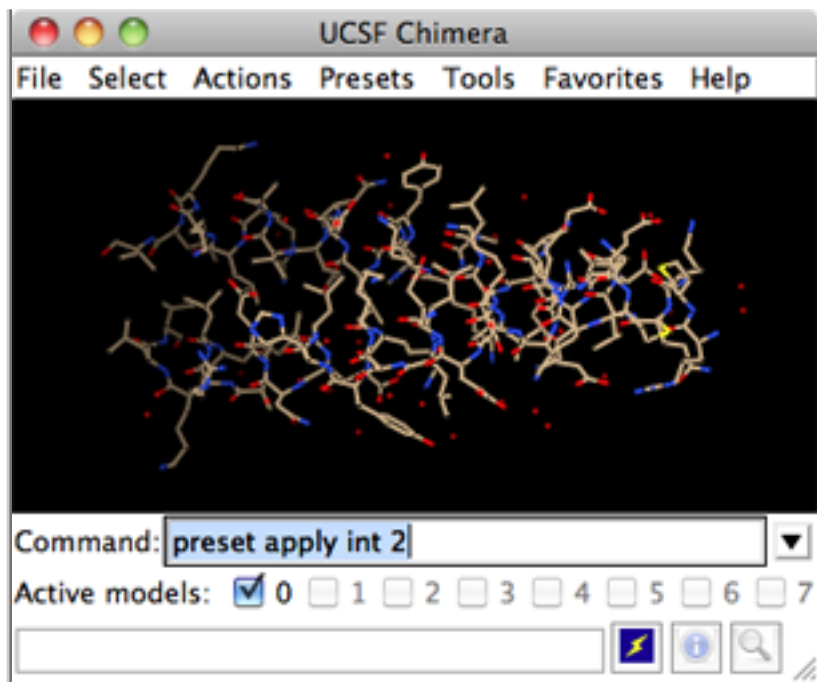 UCSF Chimera
File Select Actions Presets Tools Favorites Help
Command: preset apply int 2
Active models: 0 1 2 3 4 5 6 7